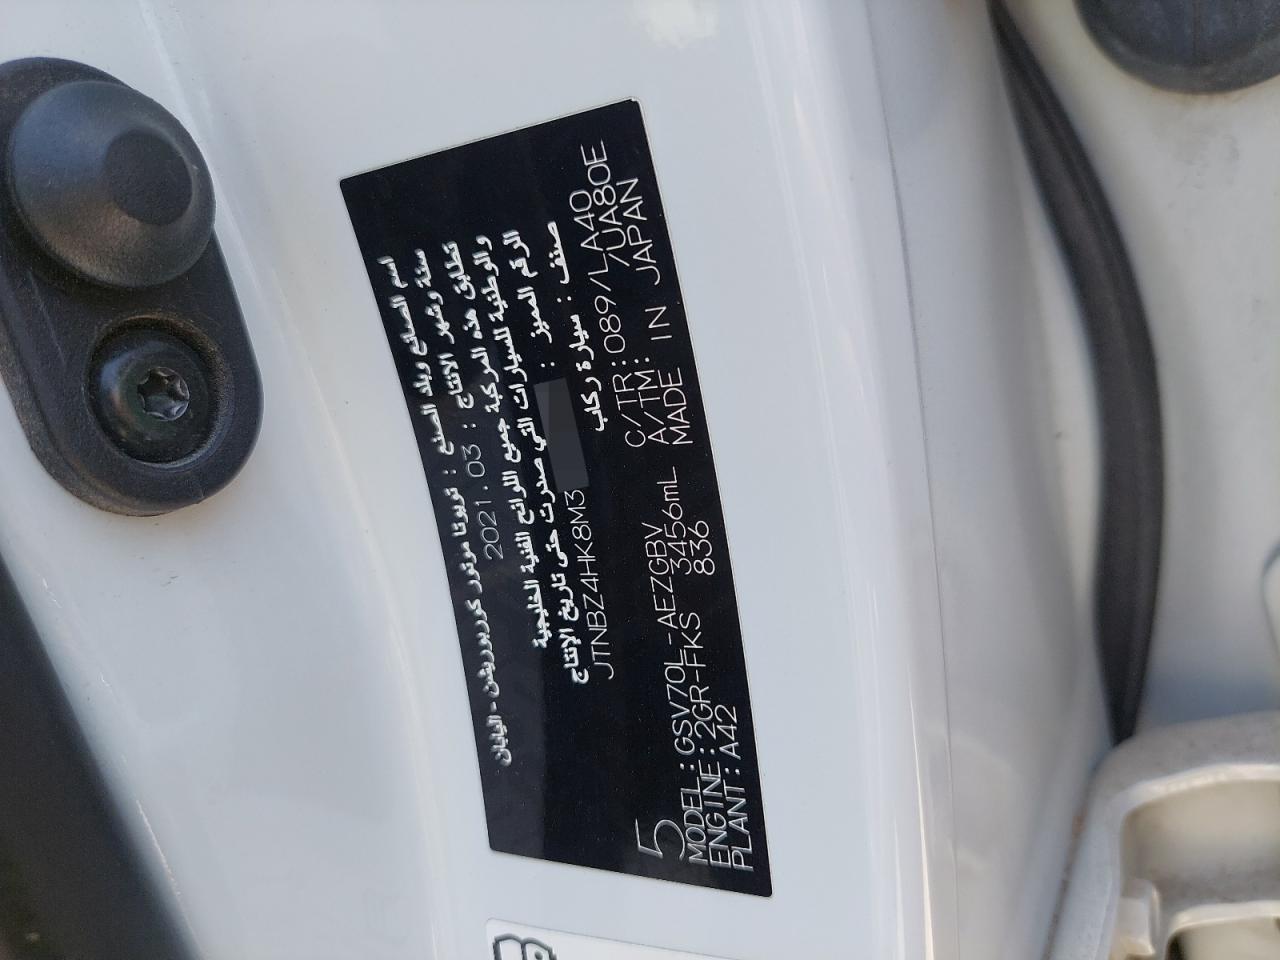 اسم الصانع وبلد الصنع : تويوتا موتور كوربوريشن - اليابان
سنة وشهر الإنتاج : 2021.03
تطابق هذه المركبة جميع اللوائح الفنية الخليجية
والوطنية للسيارات التي صدرت حتى تاريخ الإنتاج
الرقم المميز : JTNBZ4HK8M3
صنف : سيارة ركاب
5
MODEL:GSV70L-AEZGBV C/TR:089/LA40
ENGINE:2GR-FKS 3456mL A/TM: /UA80E
PLANT:A42 836 MADE IN JAPAN